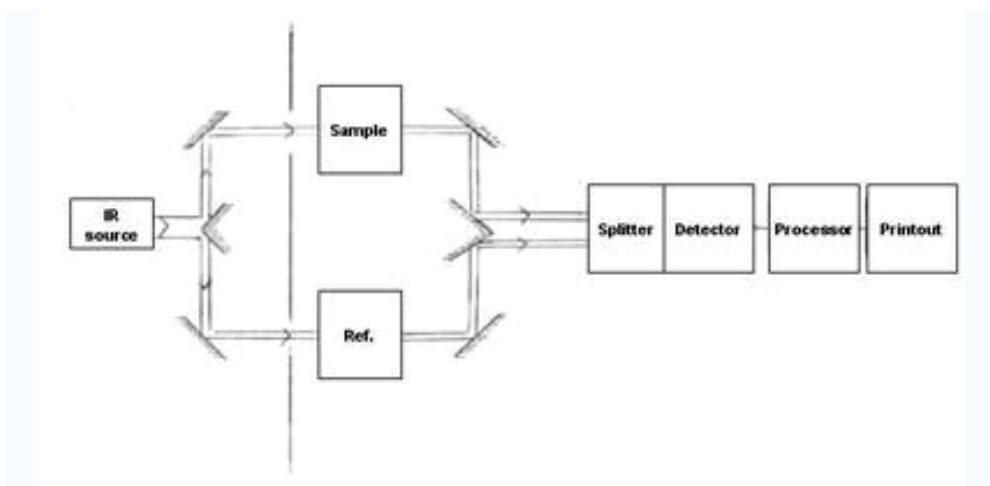 Sample
IR
source
Splitter
Detector
Processor
Printout
Ref.